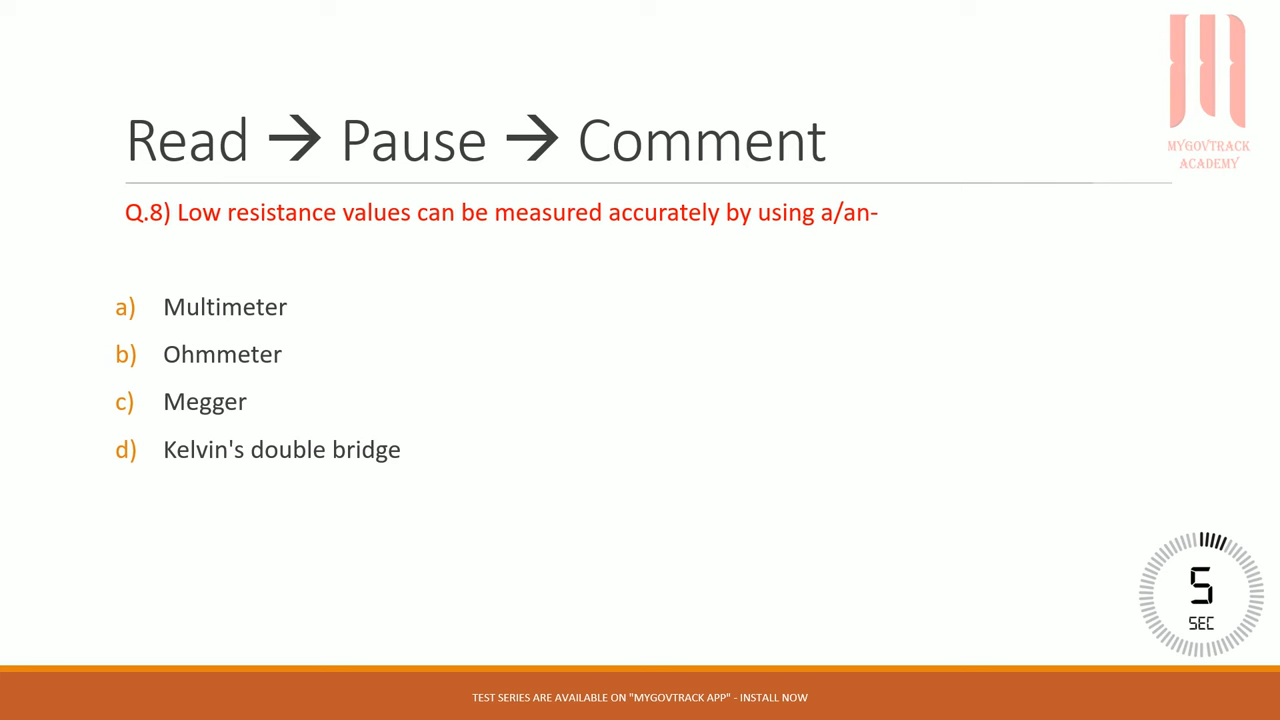 MYGOVTRACK
ACADEMY
Read → Pause → Comment
Q.8) Low resistance values can be measured accurately by using a/an-
a) Multimeter
b) Ohmmeter
c) Megger
d) Kelvin's double bridge
5
SEC
TEST SERIES ARE AVAILABLE ON "MYGOVTRACK APP" - INSTALL NOW